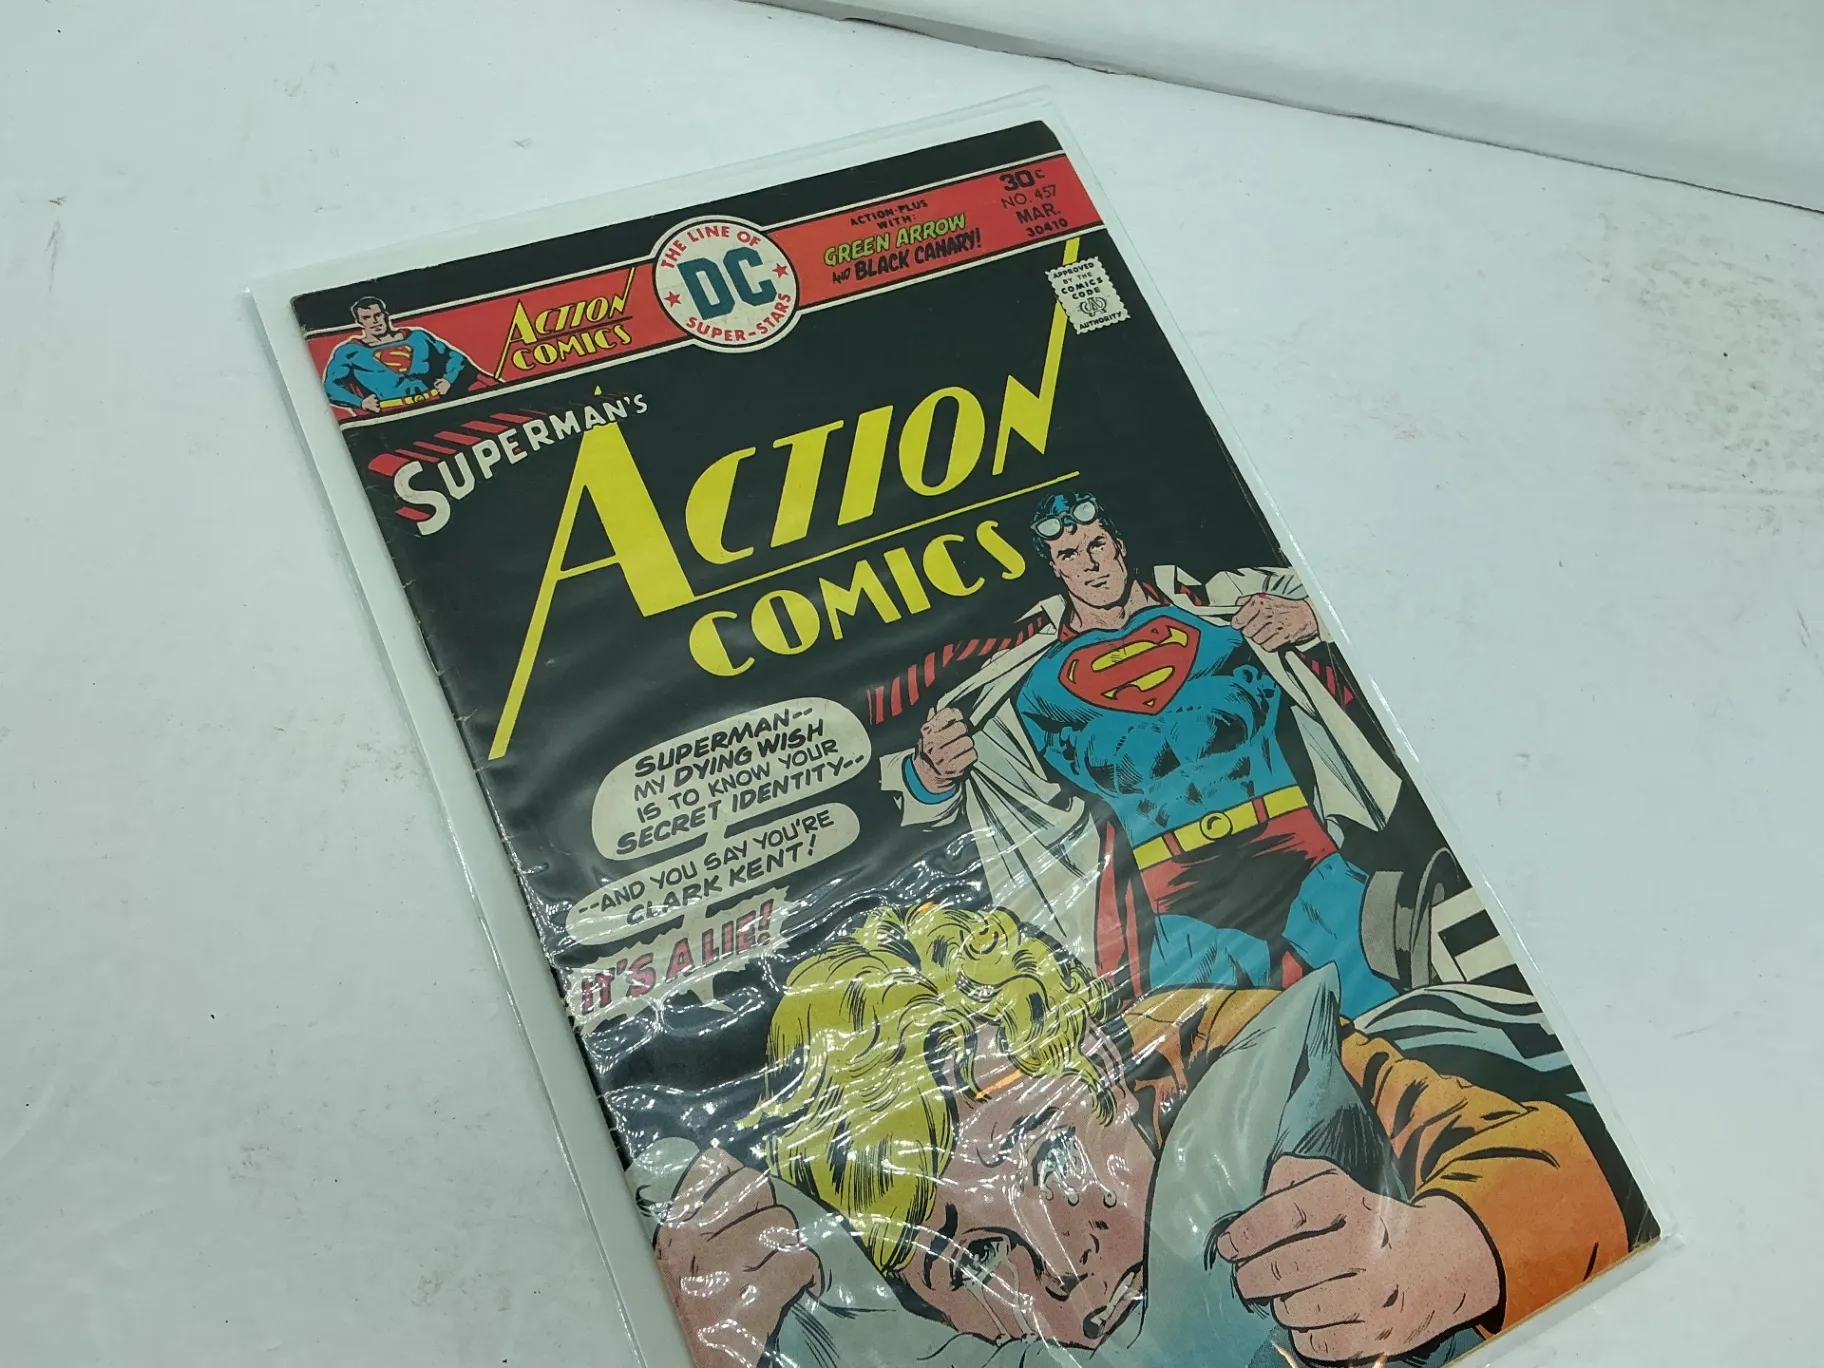 30¢
NO. 457
MAR.
30410
ACTION-PLUS
WITH:
GREEN ARROW
AND BLACK CANARY!
THE LINE OF
DC
SUPER-STARS
ACTION
COMICS
APPROVED
BY THE
COMICS
CODE
CA
AUTHORITY
SUPERMAN'S
ACTION
COMICS
S
SUPERMAN--
MY DYING WISH
IS TO KNOW YOUR
SECRET IDENTITY--
--AND YOU SAY YOU'RE
CLARK KENT!
IT'S A LIE!